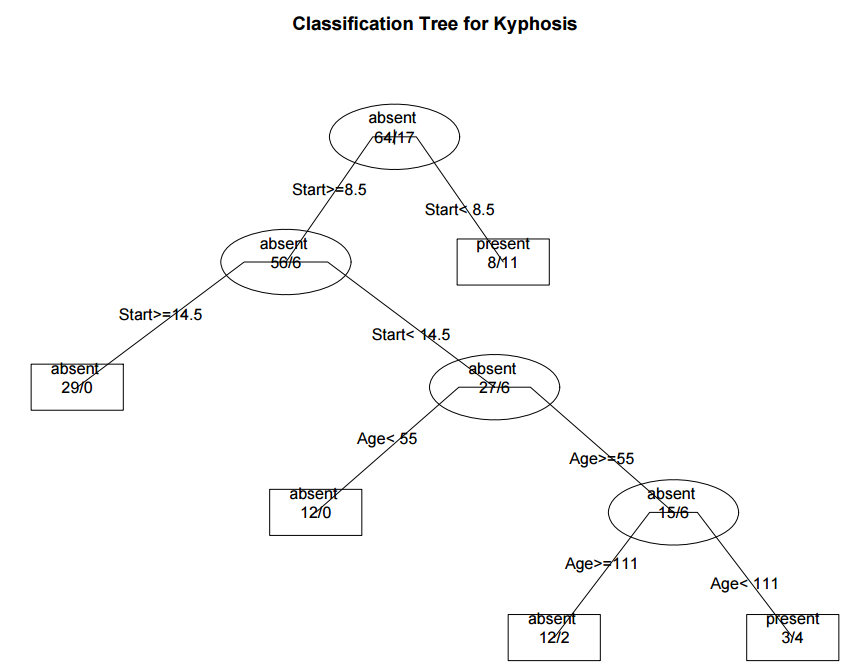 Classification Tree for Kyphosis
absent
64/17
Start>=8.5
Start< 8.5
absent
56/6
present
8/11
Start>=14.5
Start< 14.5
absent
29/0
absent
27/6
Age< 55
Age>=55
absent
12/0
absent
15/6
Age>=111
Age< 111
absent
12/2
present
3/4